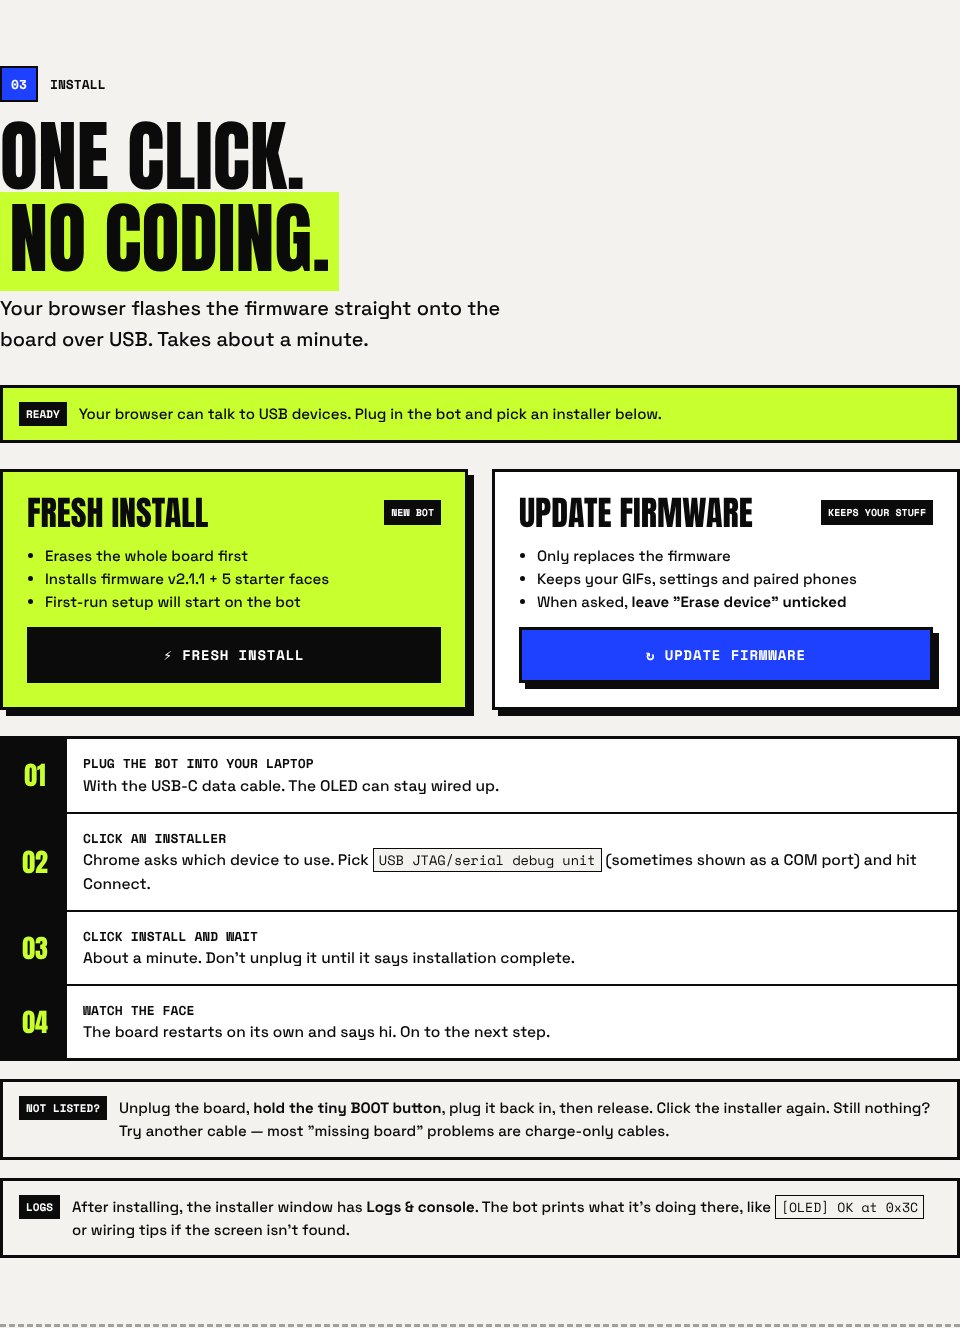 03 INSTALL
ONE CLICK.
NO CODING.
Your browser flashes the firmware straight onto the
board over USB. Takes about a minute.
READY Your browser can talk to USB devices. Plug in the bot and pick an installer below.
FRESH INSTALL NEW BOT
• Erases the whole board first
• Installs firmware v2.1.1 + 5 starter faces
• First-run setup will start on the bot
⚡ FRESH INSTALL
UPDATE FIRMWARE KEEPS YOUR STUFF
• Only replaces the firmware
• Keeps your GIFs, settings and paired phones
• When asked, leave ”Erase device” unticked
↻ UPDATE FIRMWARE
01 PLUG THE BOT INTO YOUR LAPTOP
With the USB-C data cable. The OLED can stay wired up.
02 CLICK AN INSTALLER
Chrome asks which device to use. Pick USB JTAG/serial debug unit (sometimes shown as a COM port) and hit
Connect.
03 CLICK INSTALL AND WAIT
About a minute. Don’t unplug it until it says installation complete.
04 WATCH THE FACE
The board restarts on its own and says hi. On to the next step.
NOT LISTED? Unplug the board, hold the tiny BOOT button, plug it back in, then release. Click the installer again. Still nothing?
Try another cable — most ”missing board” problems are charge-only cables.
LOGS After installing, the installer window has Logs & console. The bot prints what it’s doing there, like [OLED] OK at 0x3C
or wiring tips if the screen isn’t found.